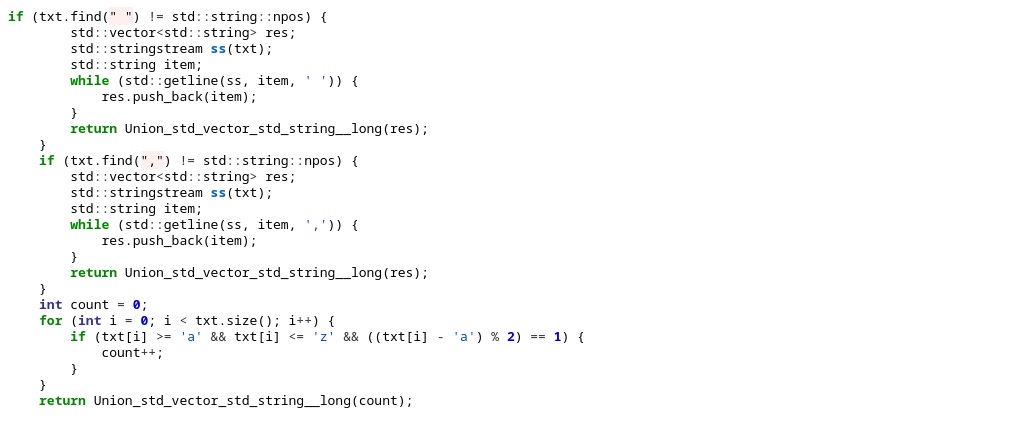 if (txt.find(" ") != std::string::npos) {
        std::vector<std::string> res;
        std::stringstream ss(txt);
        std::string item;
        while (std::getline(ss, item, ' ')) {
            res.push_back(item);
        }
        return Union_std_vector_std_string__long(res);
    }
    if (txt.find(",") != std::string::npos) {
        std::vector<std::string> res;
        std::stringstream ss(txt);
        std::string item;
        while (std::getline(ss, item, ',')) {
            res.push_back(item);
        }
        return Union_std_vector_std_string__long(res);
    }
    int count = 0;
    for (int i = 0; i < txt.size(); i++) {
        if (txt[i] >= 'a' && txt[i] <= 'z' && ((txt[i] - 'a') % 2) == 1) {
            count++;
        }
    }
    return Union_std_vector_std_string__long(count);